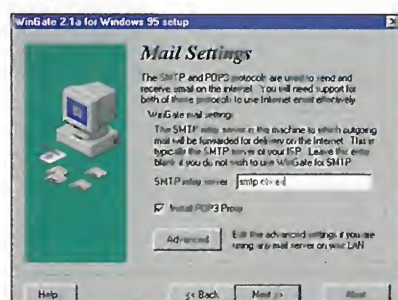 WinGate 2.1a for Windows 95 setup
Mail Settings
The SMTP and POP3 protocols are used to send and
receive email on the internet. You will need support for
both of these protocols to use Internet email effectively.
WinGate mail settings
The SMTP relay server is the machine to which outgoing
mail will be forwarded for delivery on the Internet. This is
typically the SMTP server of your ISP. Leave this entry
blank if you do not wish to use WinGate for SMTP
SMTP relay server smtp
Install POP3 Proxy
Advanced
Edit the advanced settings if you are
using any mail server on your LAN
Help
<< Back
Next >>